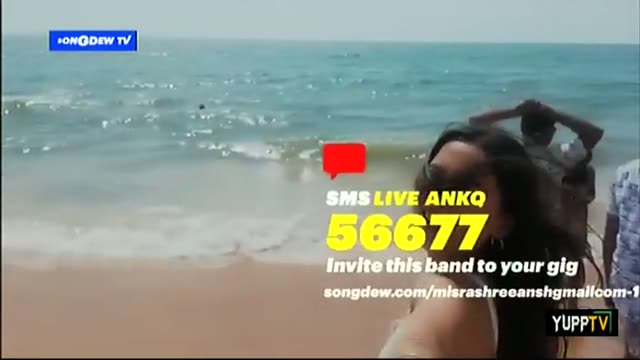 SONGDEW TV
SMS LIVE ANKQ
56677
Invite this band to your gig
songdew.com/misrashreeanshgmailcom-1
YUPPTV